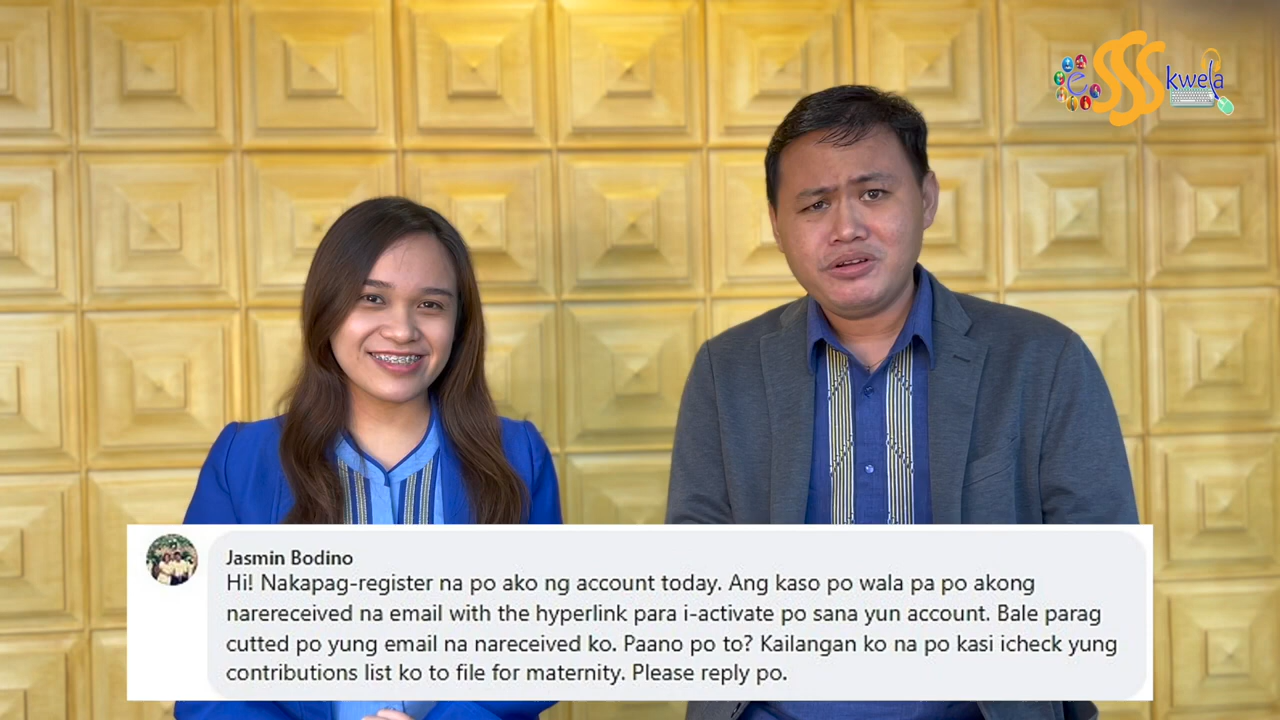 eSSSkwela
Jasmin Bodino
Hi! Nakapag-register na po ako ng account today. Ang kaso po wala pa po akong
narereceived na email with the hyperlink para i-activate po sana yun account. Bale parag
cutted po yung email na nareceived ko. Paano po to? Kailangan ko na po kasi icheck yung
contributions list ko to file for maternity. Please reply po.